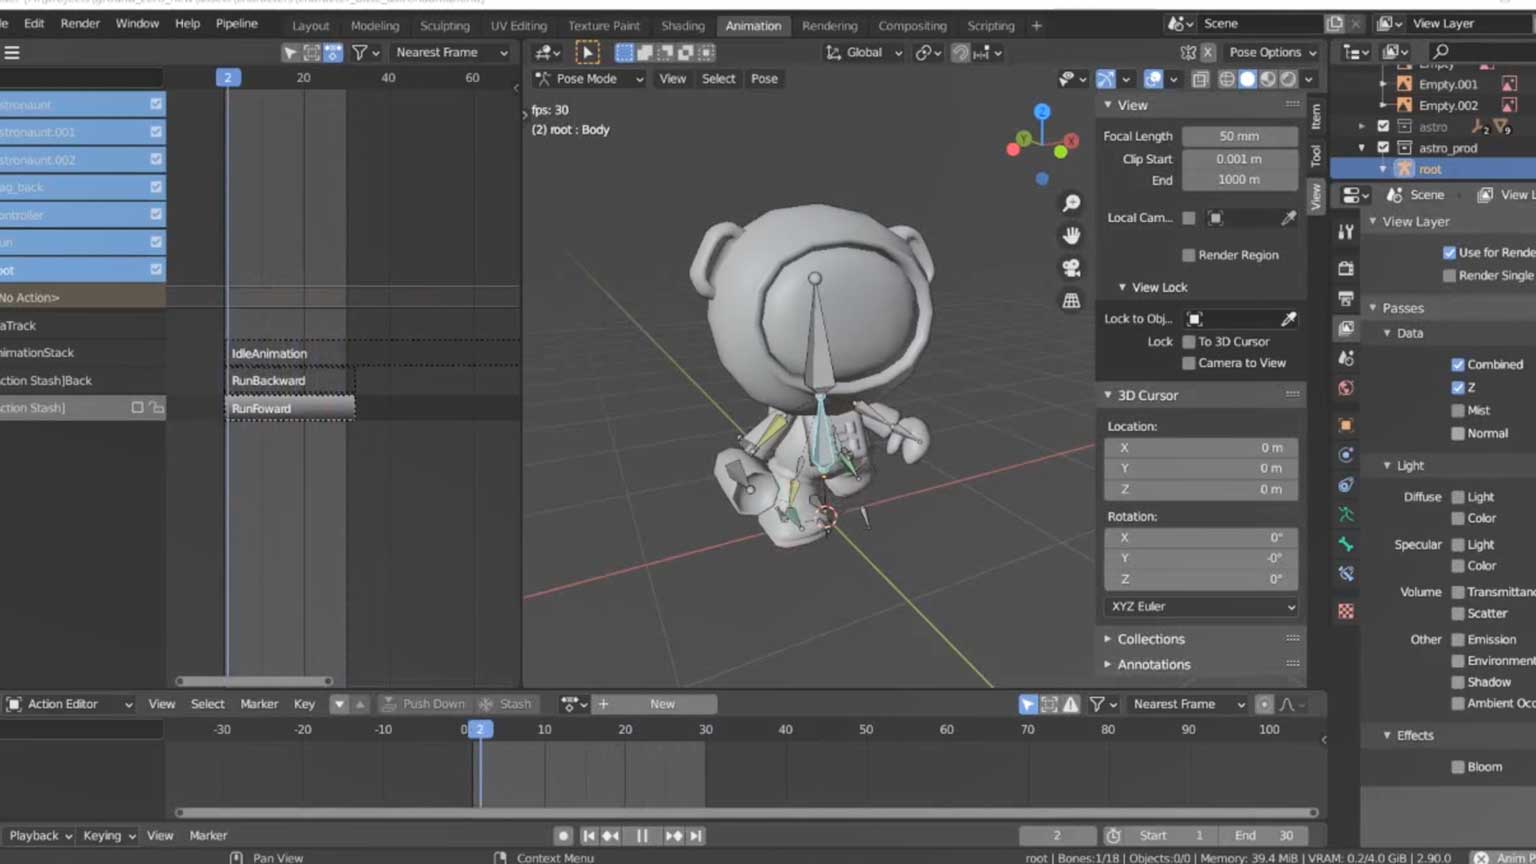 Edit Render Window Help Pipeline Layout Modeling Sculpting UV Editing Texture Paint Shading Animation Rendering Compositing Scripting + Scene View Layer
Nearest Frame Global Pose Options
2 20 40 60
Pose Mode View Select Pose
fps: 30
(2) root : Body
stronaunt
stronaunt.001
stronaunt.002
ag_back
ontroller
un
oot
No Action>
aTrack
nimationStack
ction Stash]Back
ction Stash]
IdleAnimation
RunBackward
RunFoward
Z
Y
X
View
Focal Length 50 mm
Clip Start 0.001 m
End 1000 m
Local Cam...
Render Region
View Lock
Lock to Obj...
Lock To 3D Cursor
Camera to View
3D Cursor
Location:
X 0 m
Y 0 m
Z 0 m
Rotation:
X 0°
Y -0°
Z 0°
XYZ Euler
Collections
Annotations
Item
Tool
View
Empty
Empty.001
Empty.002
astro 2 9
astro_prod
root
Scene View L
View Layer
Use for Rende
Render Single
Passes
Data
Combined
Z
Mist
Normal
Light
Diffuse Light
Color
Specular Light
Color
Volume Transmittan
Scatter
Other Emission
Environmen
Shadow
Ambient Occ
Effects
Bloom
Action Editor View Select Marker Key Push Down Stash + New Nearest Frame
-30 -20 -10 0 2 10 20 30 40 50 60 70 80 90 100
Playback Keying View Marker 2 Start 1 End 30
Pan View Context Menu root | Bones:1/18 | Objects:0/0 | Memory: 39.4 MiB | VRAM: 0.2/4.0 GiB | 2.90.0